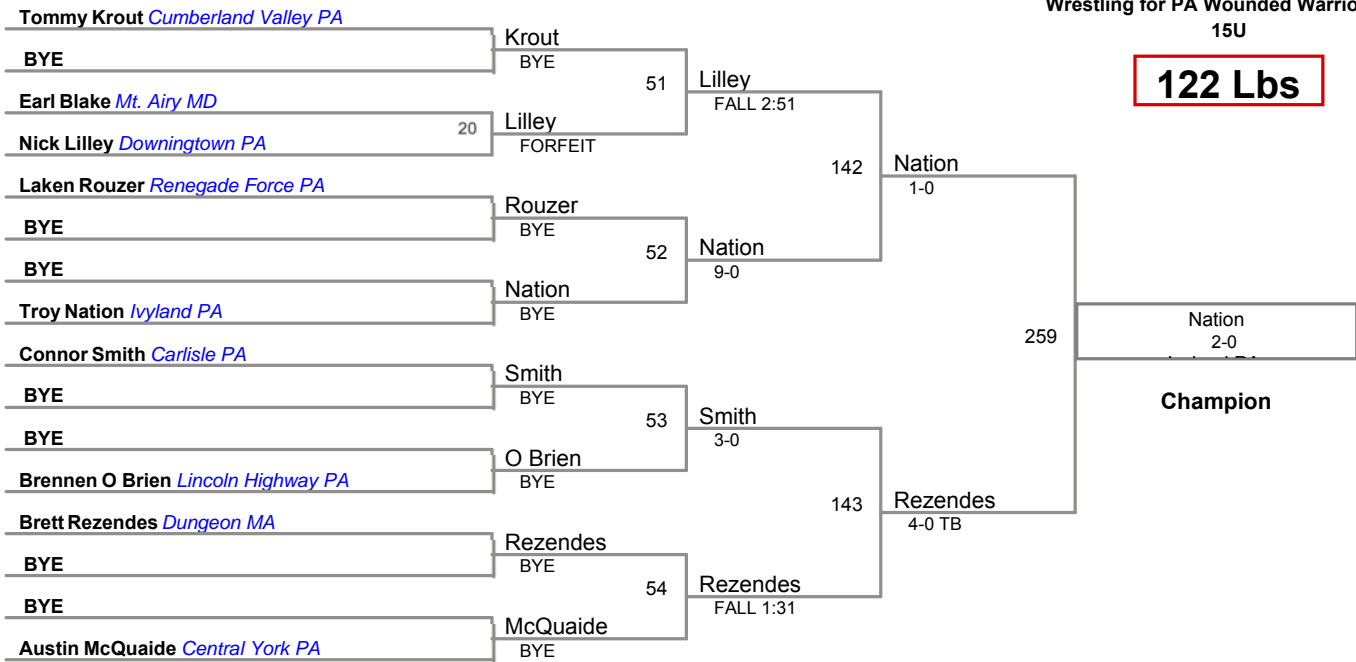 Wrestling for PA Wounded Warrio
15U
122 Lbs
Tommy Krout Cumberland Valley PA
BYE
Earl Blake Mt. Airy MD
Nick Lilley Downingtown PA
Laken Rouzer Renegade Force PA
BYE
BYE
Troy Nation Ivyland PA
Connor Smith Carlisle PA
BYE
BYE
Brennen O Brien Lincoln Highway PA
Brett Rezendes Dungeon MA
BYE
BYE
Austin McQuaide Central York PA
Krout
BYE
20
Lilley
FORFEIT
Rouzer
BYE
Nation
BYE
Smith
BYE
O Brien
BYE
Rezendes
BYE
McQuaide
BYE
51
Lilley
FALL 2:51
52
Nation
9-0
53
Smith
3-0
54
Rezendes
FALL 1:31
142
Nation
1-0
143
Rezendes
4-0 TB
259
Nation
2-0
Champion